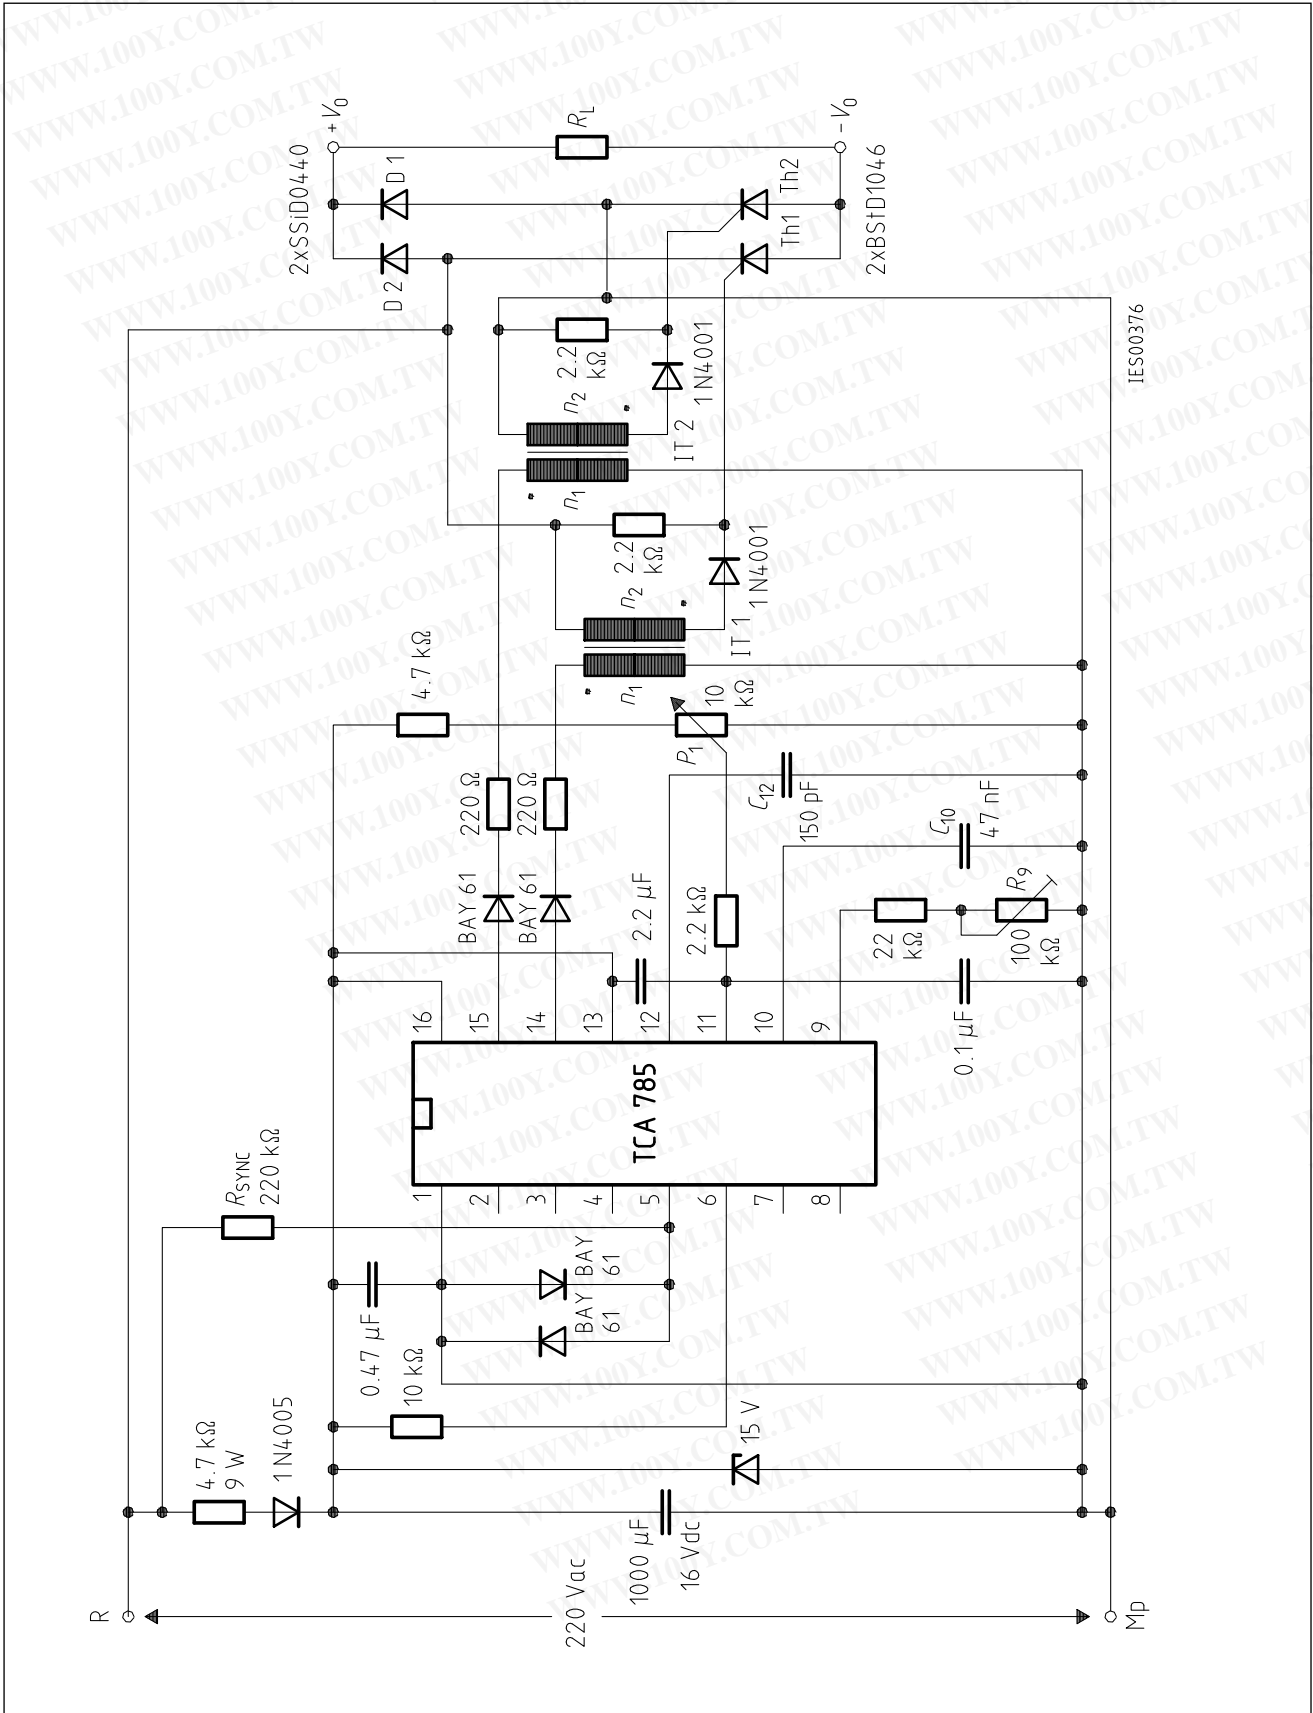 R
220 Vac
Mp
4.7 kΩ
9 W
1N4005
1000 µF
16 Vdc
15 V
10 kΩ
0.47 µF
BAY
61
BAY
61
RSYNC
220 kΩ
1
2
3
4
5
6
7
8
TCA 785
16
15
14
13
12
11
10
9
BAY 61
BAY 61
220 Ω
220 Ω
2.2 µF
2.2 kΩ
0.1 µF
22
kΩ
100
kΩ
R9
C10
47 nF
C12
150 pF
4.7 kΩ
P1
10
kΩ
n1
n2
IT 1
2.2
kΩ
1N4001
n1
n2
IT 2
2.2
kΩ
1N4001
2xSSiD0440
D 2
D 1
+V0
RL
-V0
Th1
Th2
2xBStD1046
IES00376
WWW.100Y.COM.TW